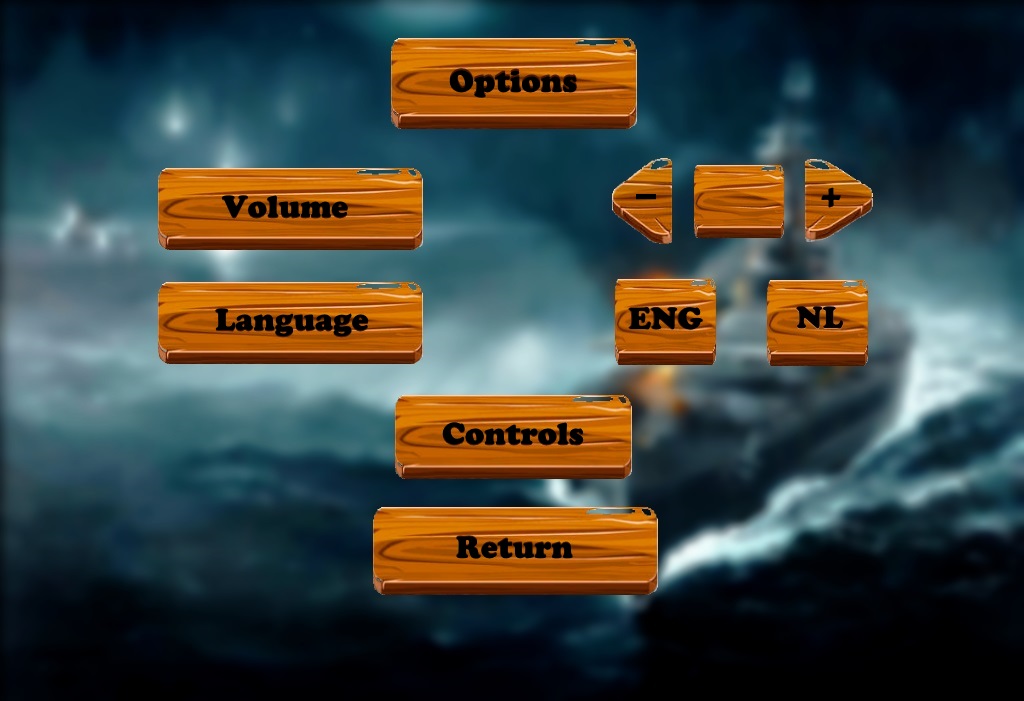 Options
Volume - +
Language ENG NL
Controls
Return